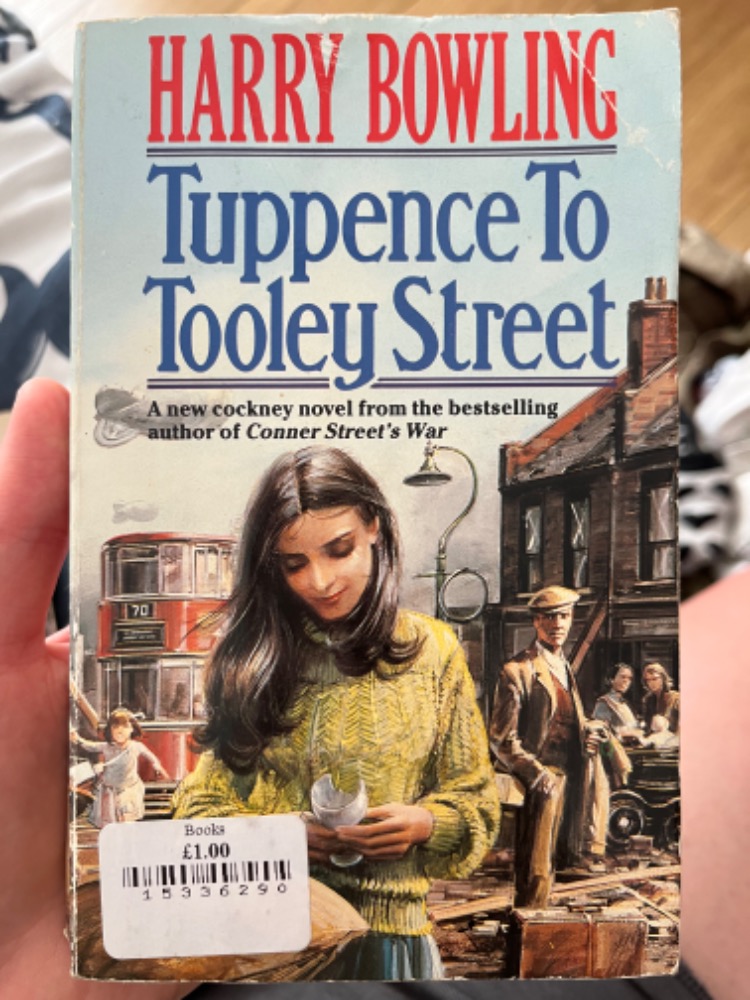 HARRY BOWLING
Tuppence To
Tooley Street
A new cockney novel from the bestselling
author of Conner Street's War
70
Books
£1.00
15336290